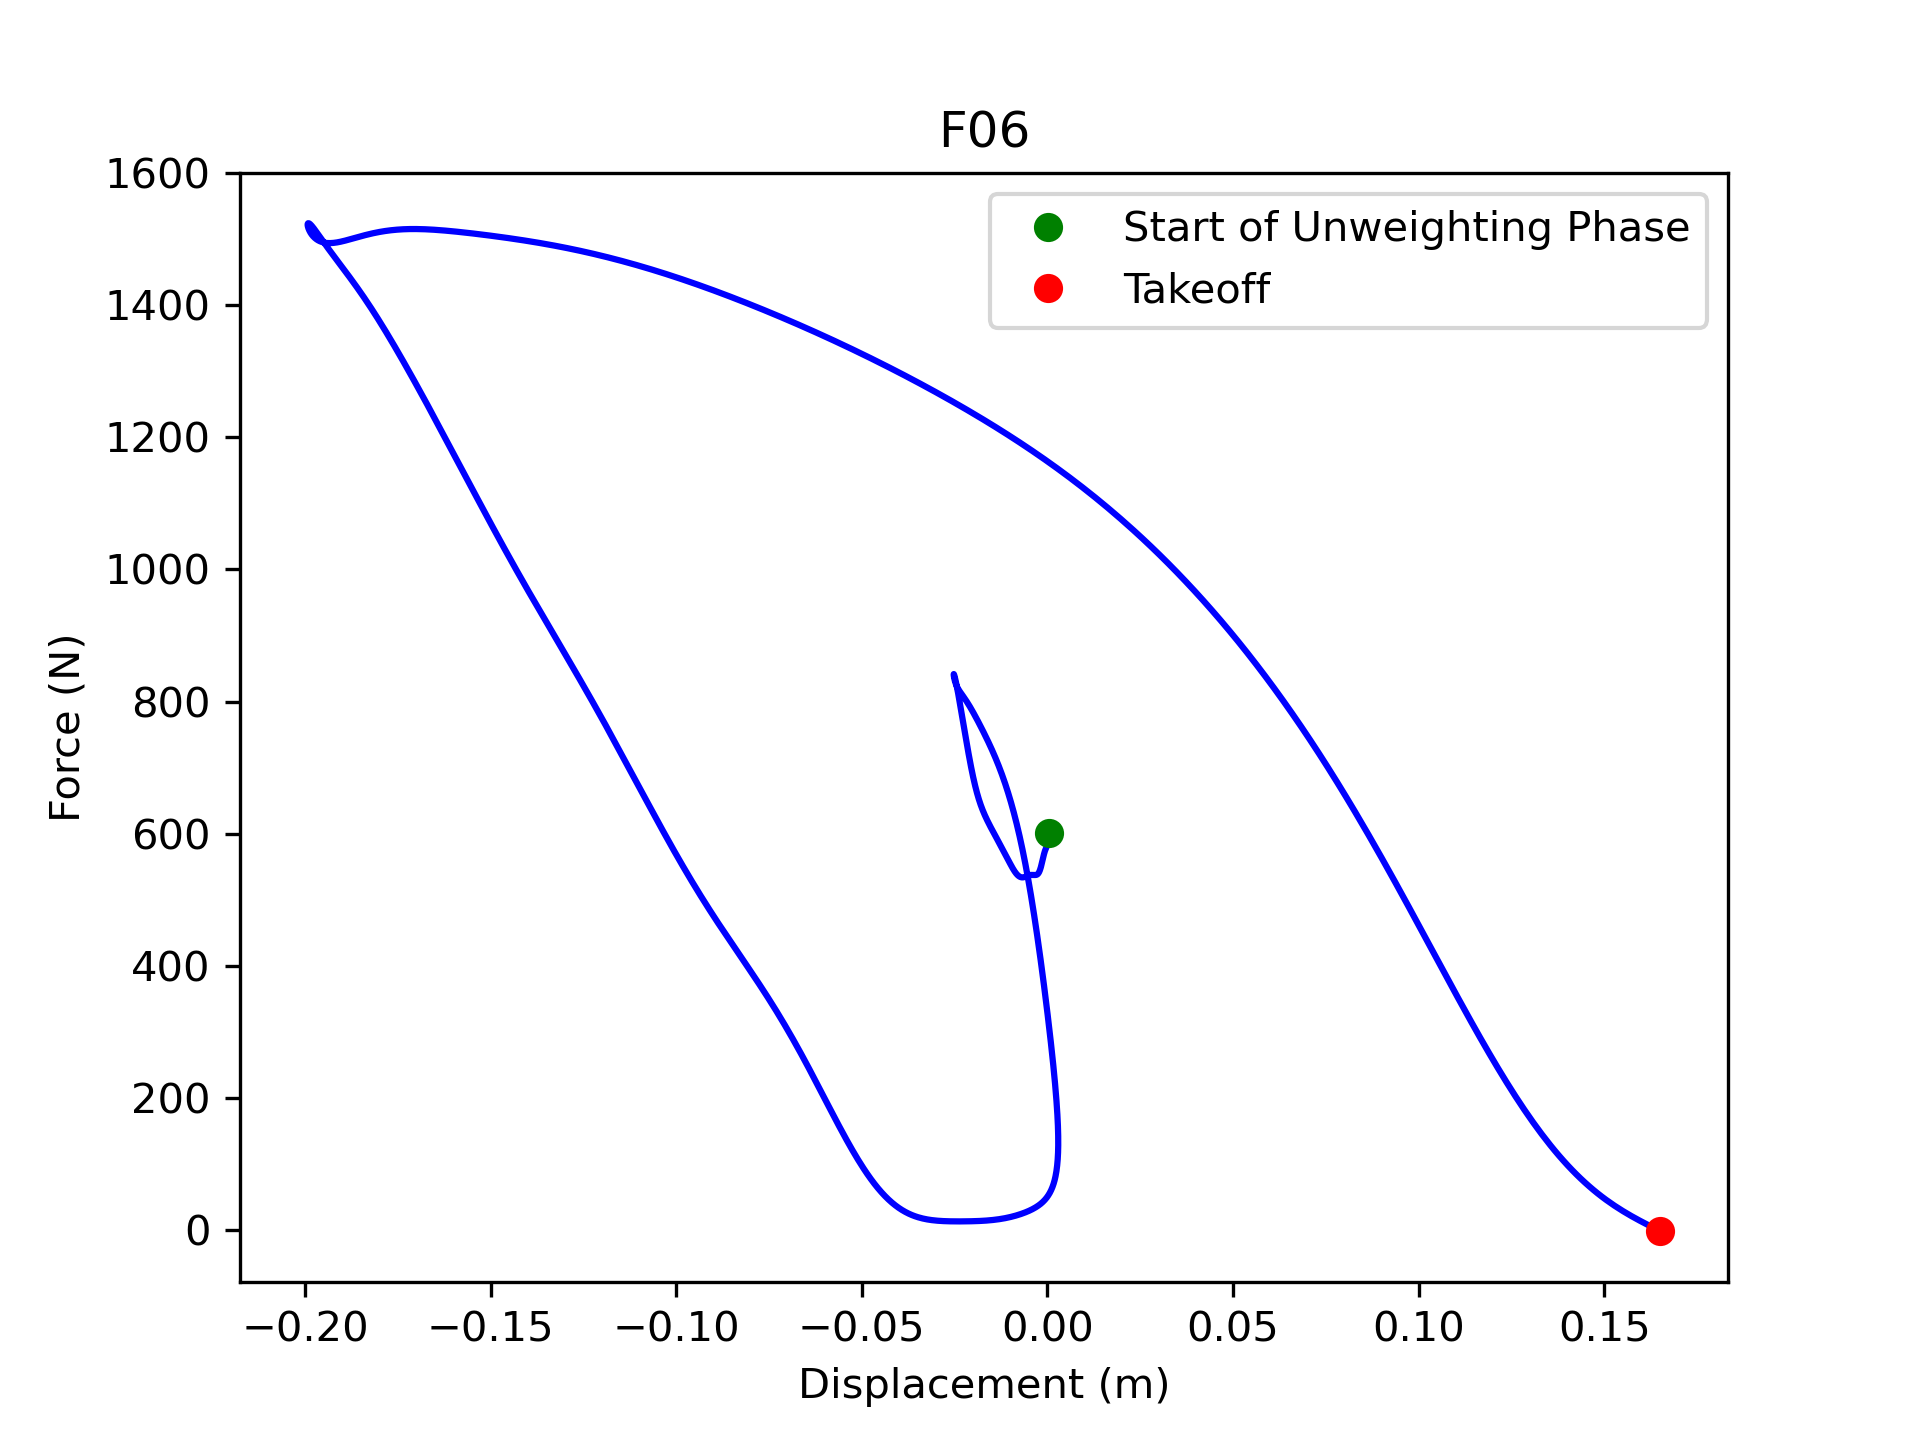 F06
1600
1400
1200
1000
800
600
400
200
0
Force (N)
Start of Unweighting Phase
Takeoff
−0.20 −0.15 −0.10 −0.05 0.00 0.05 0.10 0.15
Displacement (m)